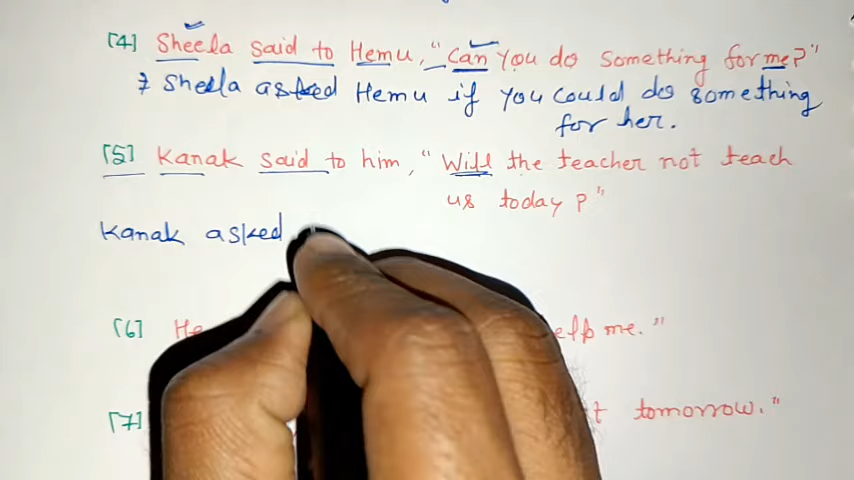 [4] Sheela said to Hemu, "Can you do something for me?"
Sheela asked Hemu if you could do something
for her.
[5] Kanak said to him, "Will the teacher not teach
us today ?"
Kanak asked
[6] He me."
[7] tomorrow."